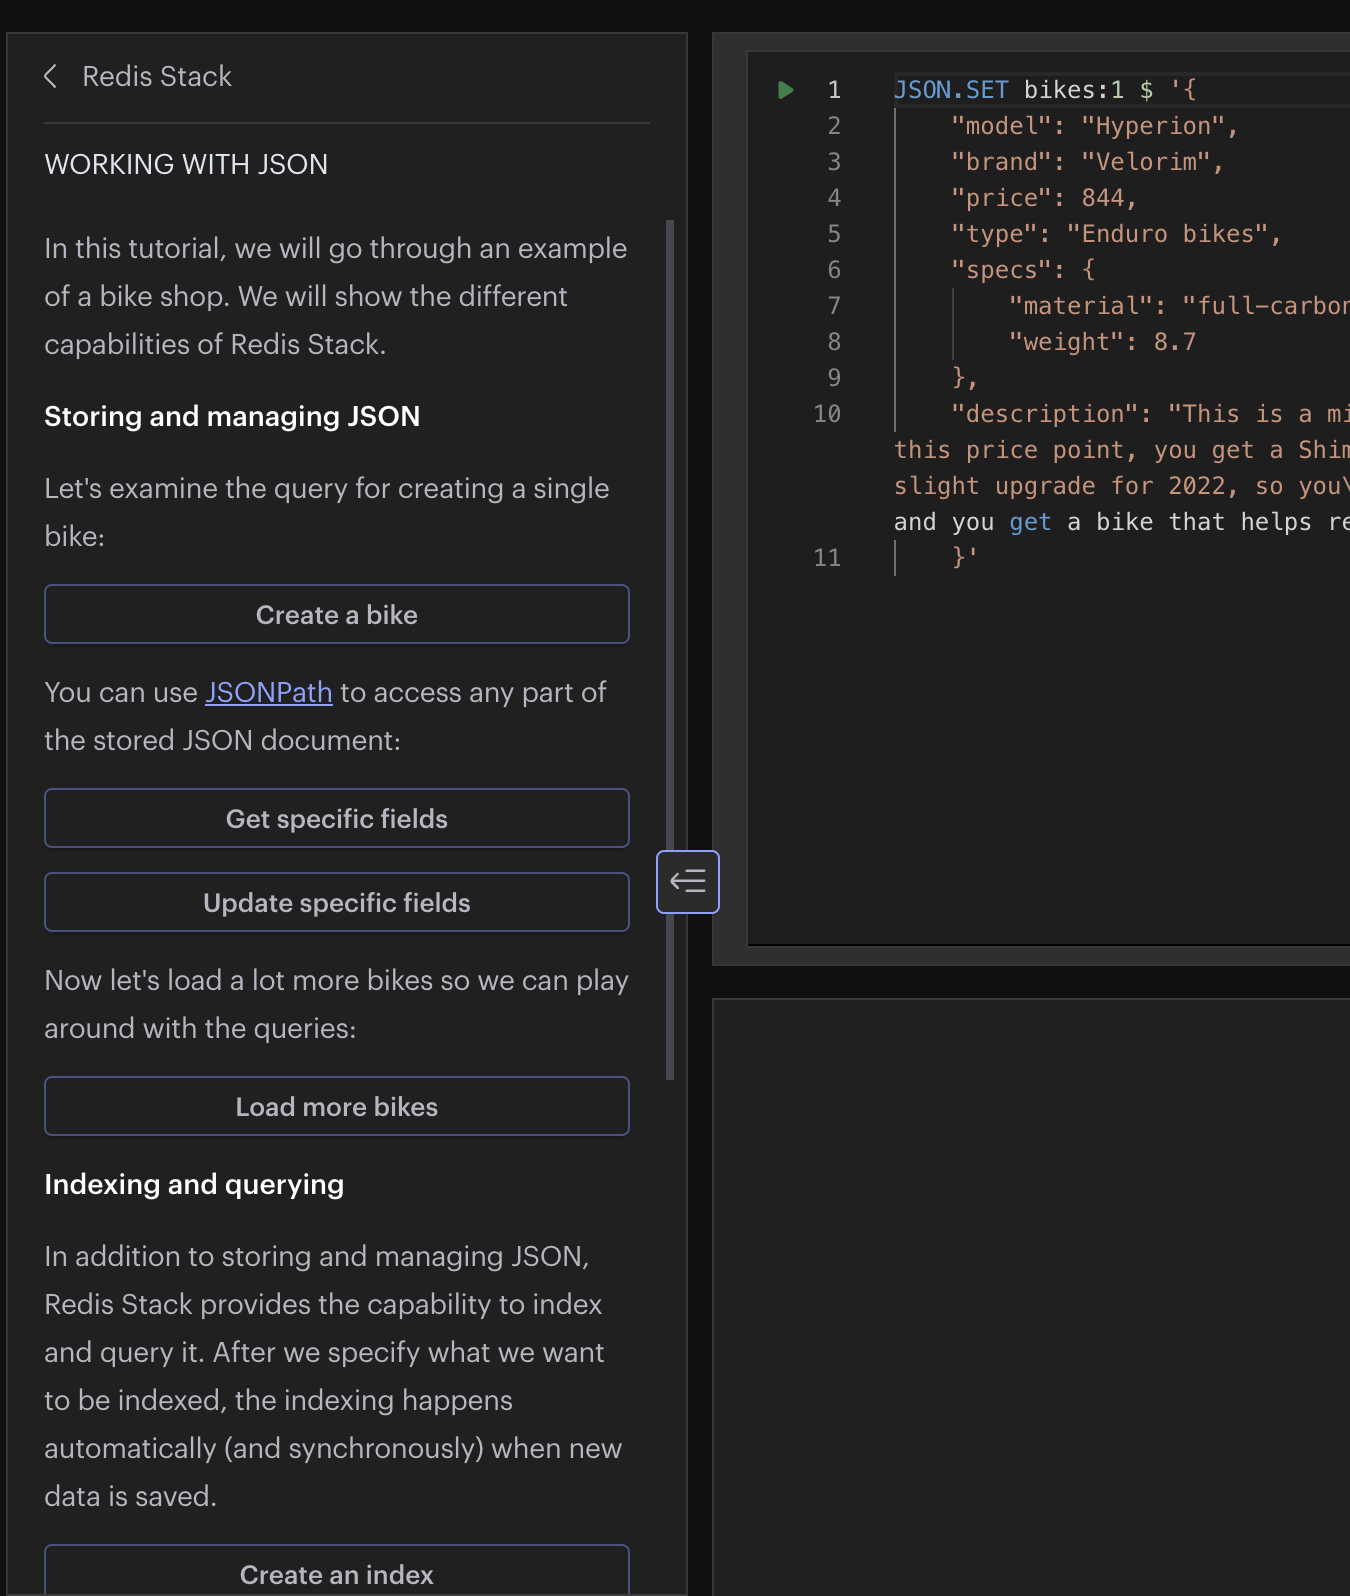 Redis Stack
WORKING WITH JSON
In this tutorial, we will go through an example
of a bike shop. We will show the different
capabilities of Redis Stack.
Storing and managing JSON
Let's examine the query for creating a single
bike:
Create a bike
You can use JSONPath to access any part of
the stored JSON document:
Get specific fields
Update specific fields
Now let's load a lot more bikes so we can play
around with the queries:
Load more bikes
Indexing and querying
In addition to storing and managing JSON,
Redis Stack provides the capability to index
and query it. After we specify what we want
to be indexed, the indexing happens
automatically (and synchronously) when new
data is saved.
Create an index
1 JSON.SET bikes:1 $ '{
2 "model": "Hyperion",
3 "brand": "Velorim",
4 "price": 844,
5 "type": "Enduro bikes",
6 "specs": {
7 "material": "full-carbon
8 "weight": 8.7
9 },
10 "description": "This is a mi
this price point, you get a Shim
slight upgrade for 2022, so you\
and you get a bike that helps re
11 }'